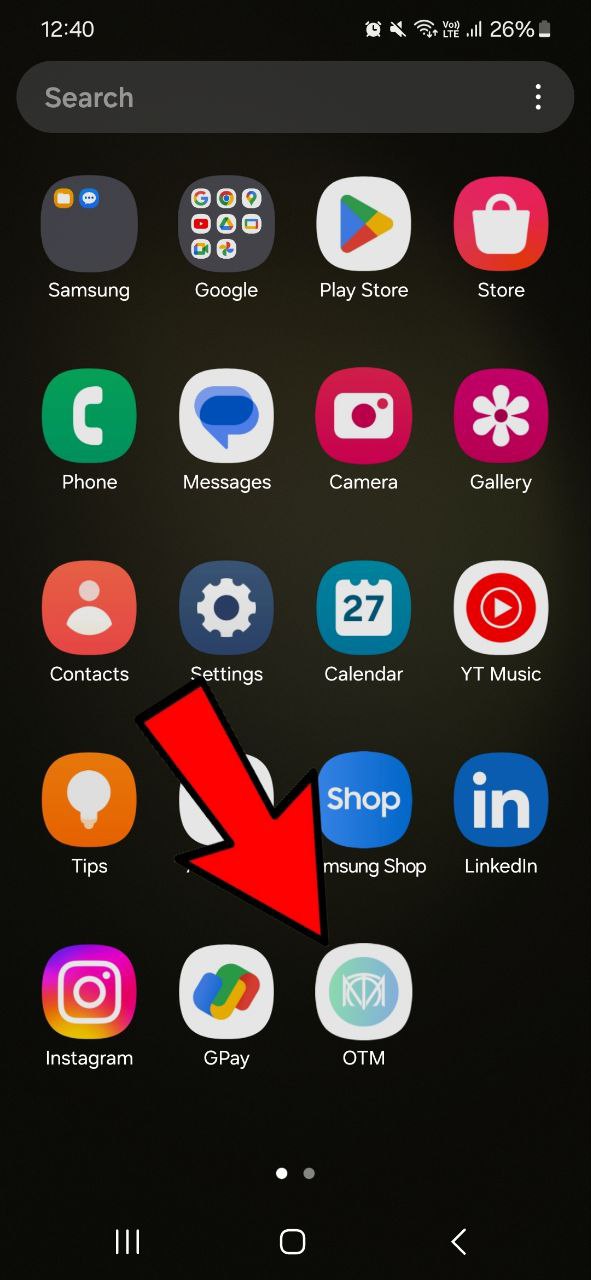 12:40
Vo)) LTE 26%
Search
Samsung
Google
Play Store
Store
Phone
Messages
Camera
Gallery
27
Contacts
Settings
Calendar
YT Music
Shop
in
Tips
msung Shop
LinkedIn
Instagram
GPay
OTM